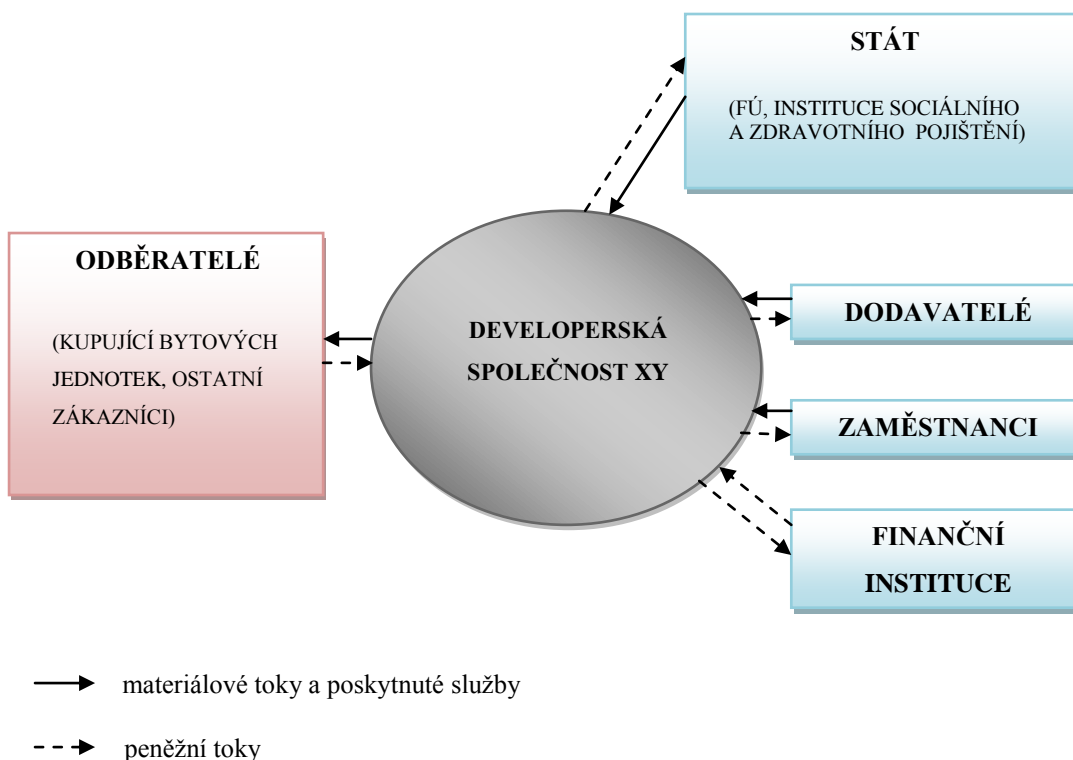 STÁT
(FÚ, INSTITUCE SOCIÁLNÍHO
A ZDRAVOTNÍHO POJIŠTĚNÍ)
ODBĚRATELÉ
(KUPUJÍCÍ BYTOVÝCH
JEDNOTEK, OSTATNÍ
ZÁKAZNÍCI)
DEVELOPERSKÁ
SPOLEČNOST XY
DODAVATELÉ
ZAMĚSTNANCI
FINANČNÍ
INSTITUCE
materiálové toky a poskytnuté služby
peněžní toky